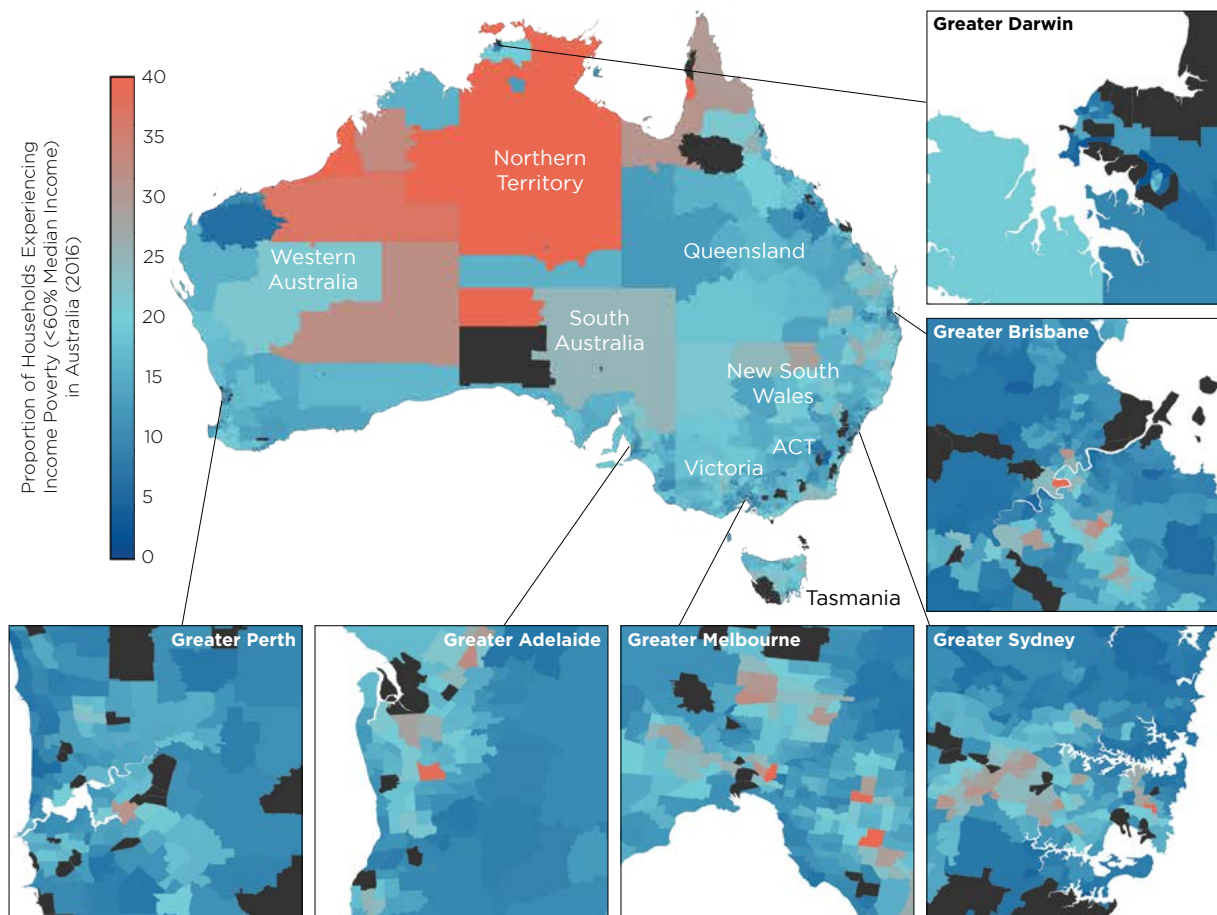 Proportion of Households Experiencing
Income Poverty (<60% Median Income)
in Australia (2016)
40
35
30
25
20
15
10
5
0
Northern
Territory
Western
Australia
Queensland
South
Australia
New South
Wales
ACT
Victoria
Tasmania
Greater Darwin
Greater Brisbane
Greater Perth
Greater Adelaide
Greater Melbourne
Greater Sydney